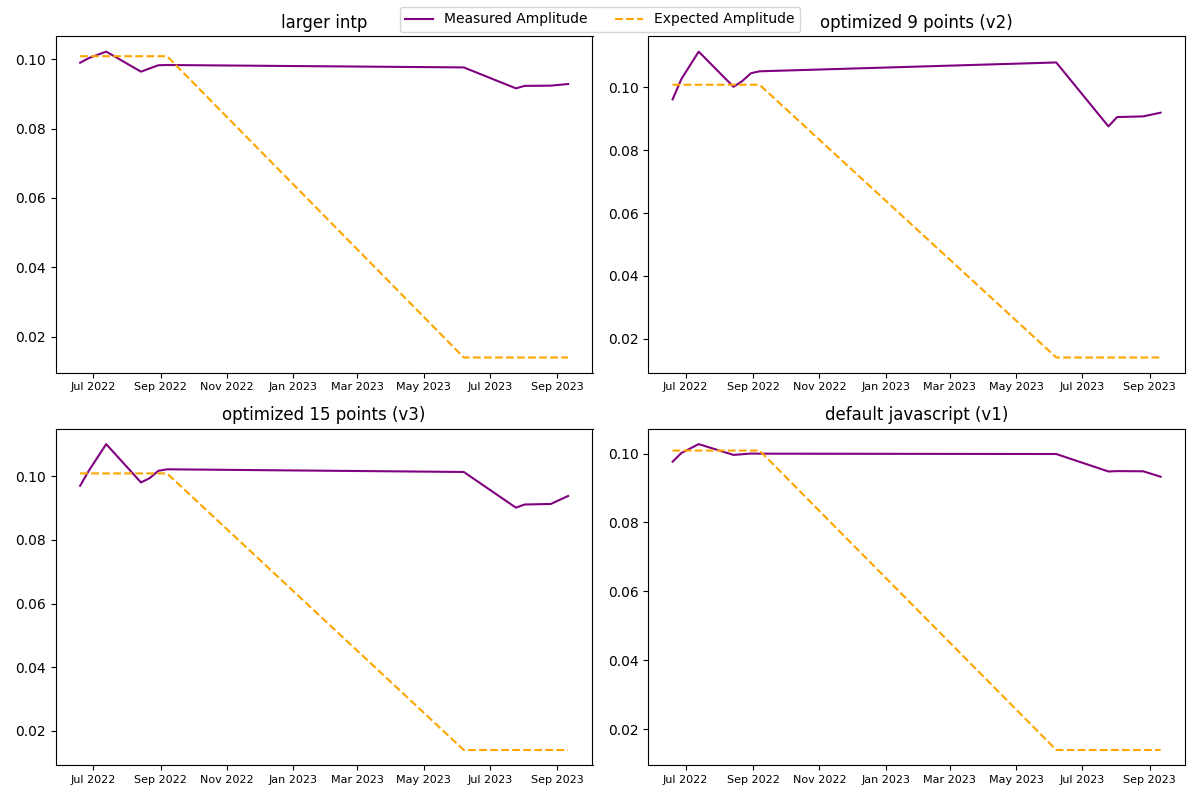 Measured Amplitude Expected Amplitude
larger intp
0.10
0.08
0.06
0.04
0.02
Jul 2022 Sep 2022 Nov 2022 Jan 2023 Mar 2023 May 2023 Jul 2023 Sep 2023
optimized 9 points (v2)
0.10
0.08
0.06
0.04
0.02
Jul 2022 Sep 2022 Nov 2022 Jan 2023 Mar 2023 May 2023 Jul 2023 Sep 2023
optimized 15 points (v3)
0.10
0.08
0.06
0.04
0.02
Jul 2022 Sep 2022 Nov 2022 Jan 2023 Mar 2023 May 2023 Jul 2023 Sep 2023
default javascript (v1)
0.10
0.08
0.06
0.04
0.02
Jul 2022 Sep 2022 Nov 2022 Jan 2023 Mar 2023 May 2023 Jul 2023 Sep 2023